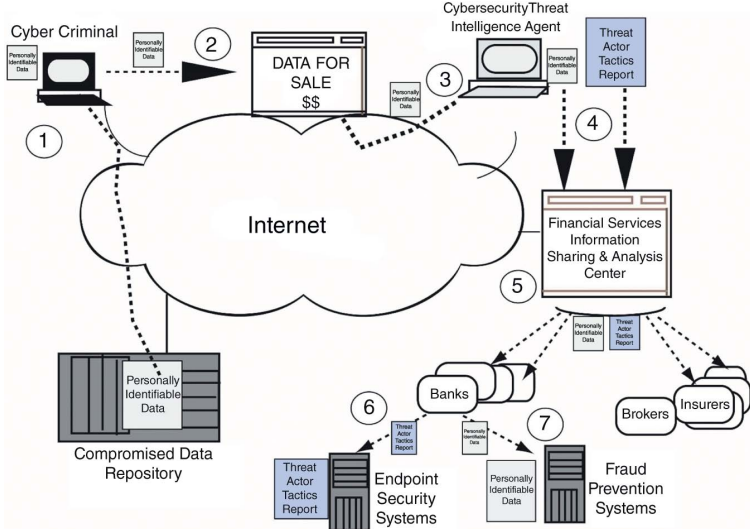 Cyber Criminal
Personally
Identifiable
Data
Personally
Identifiable
Data
2
DATA FOR
SALE
$$
CybersecurityThreat
Intelligence Agent
3
Personally
Identifiable
Data
Personally
Identifiable
Data
Threat
Actor
Tactics
Report
1
4
Internet
Financial Services
Information
Sharing & Analysis
Center
5
Personally
Identifiable
Data
Threat
Actor
Tactics
Report
Personally
Identifiable
Data
Compromised Data
Repository
Banks
Brokers
Insurers
6
Threat
Actor
Tactics
Report
Personally
Identifiable
Data
7
Threat
Actor
Tactics
Report
Endpoint
Security
Systems
Personally
Identifiable
Data
Fraud
Prevention
Systems